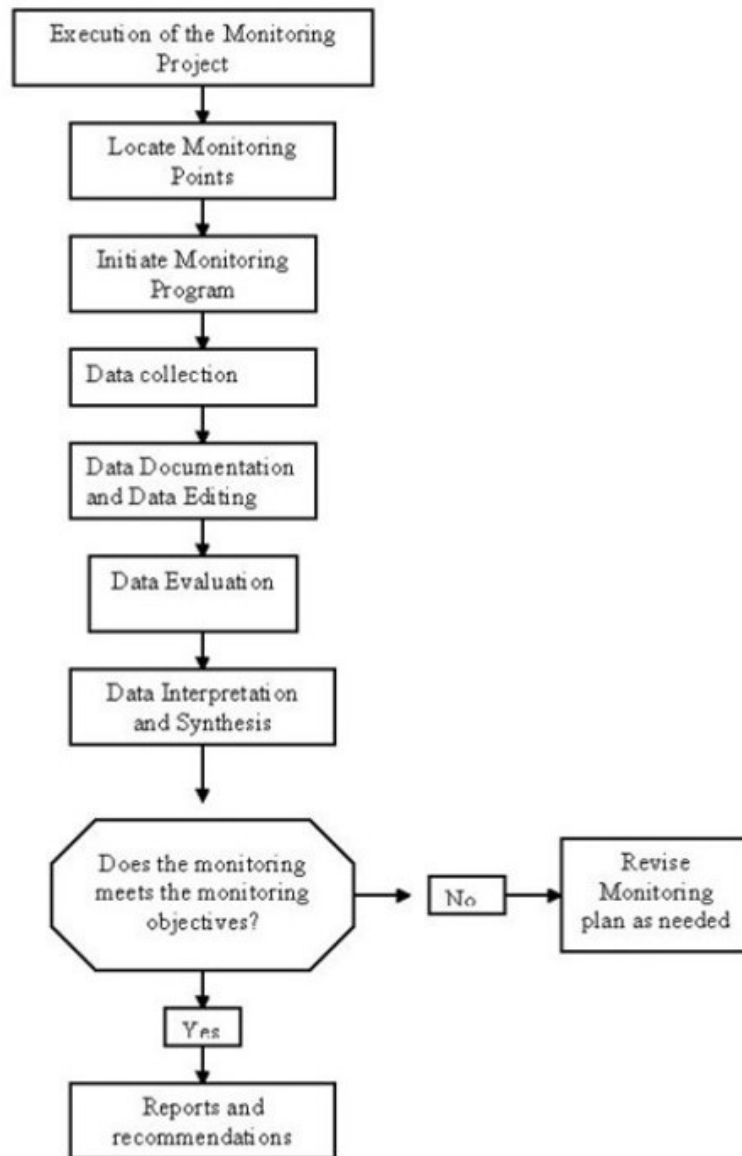 Execution of the Monitoring
Project
Locate Monitoring
Points
Initiate Monitoring
Program
Data collection
Data Documentation
and Data Editing
Data Evaluation
Data Interpretation
and Synthesis
Does the monitoring
meets the monitoring
objectives?
No
Revise
Monitoring
plan as needed
Yes
Reports and
recommendations